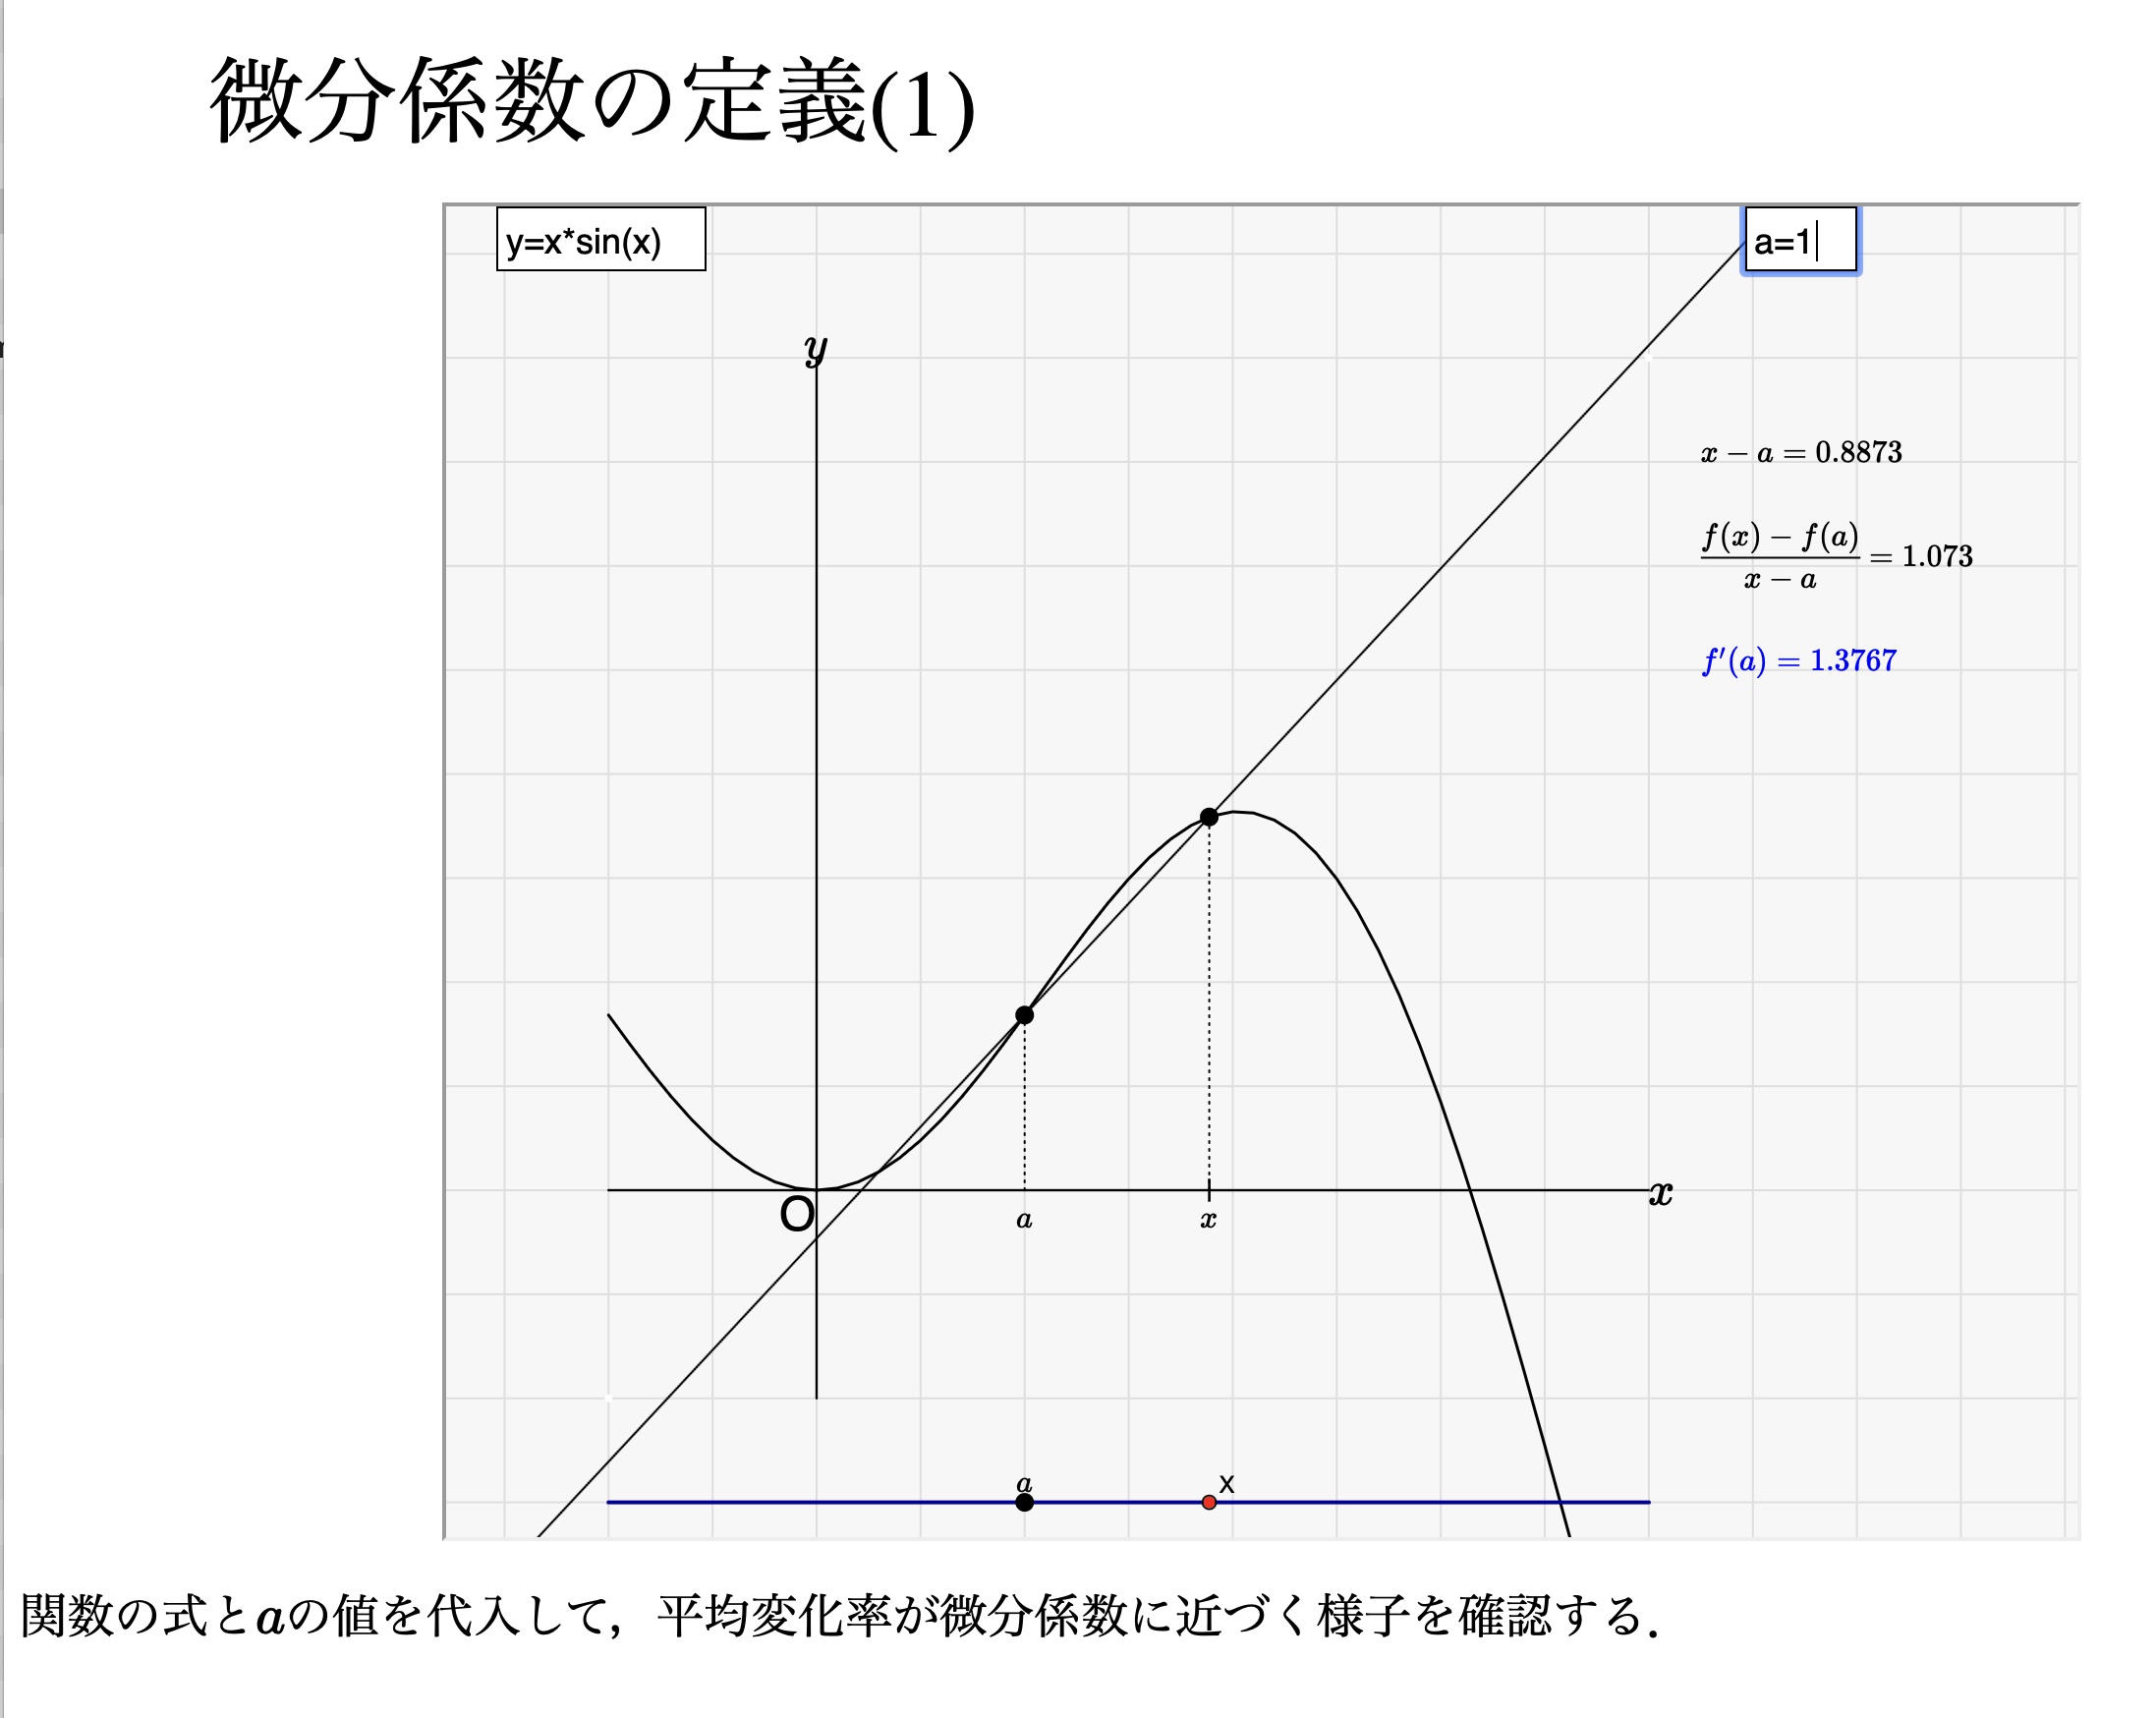 微分係数の定義(1)
y=x*sin(x)
a=1
y
x − a = 0.8873
f(x) − f(a)
x − a
= 1.073
f′(a) = 1.3767
O
a
x
x
a
x
関数の式とaの値を代入して，平均変化率が微分係数に近づく様子を確認する．